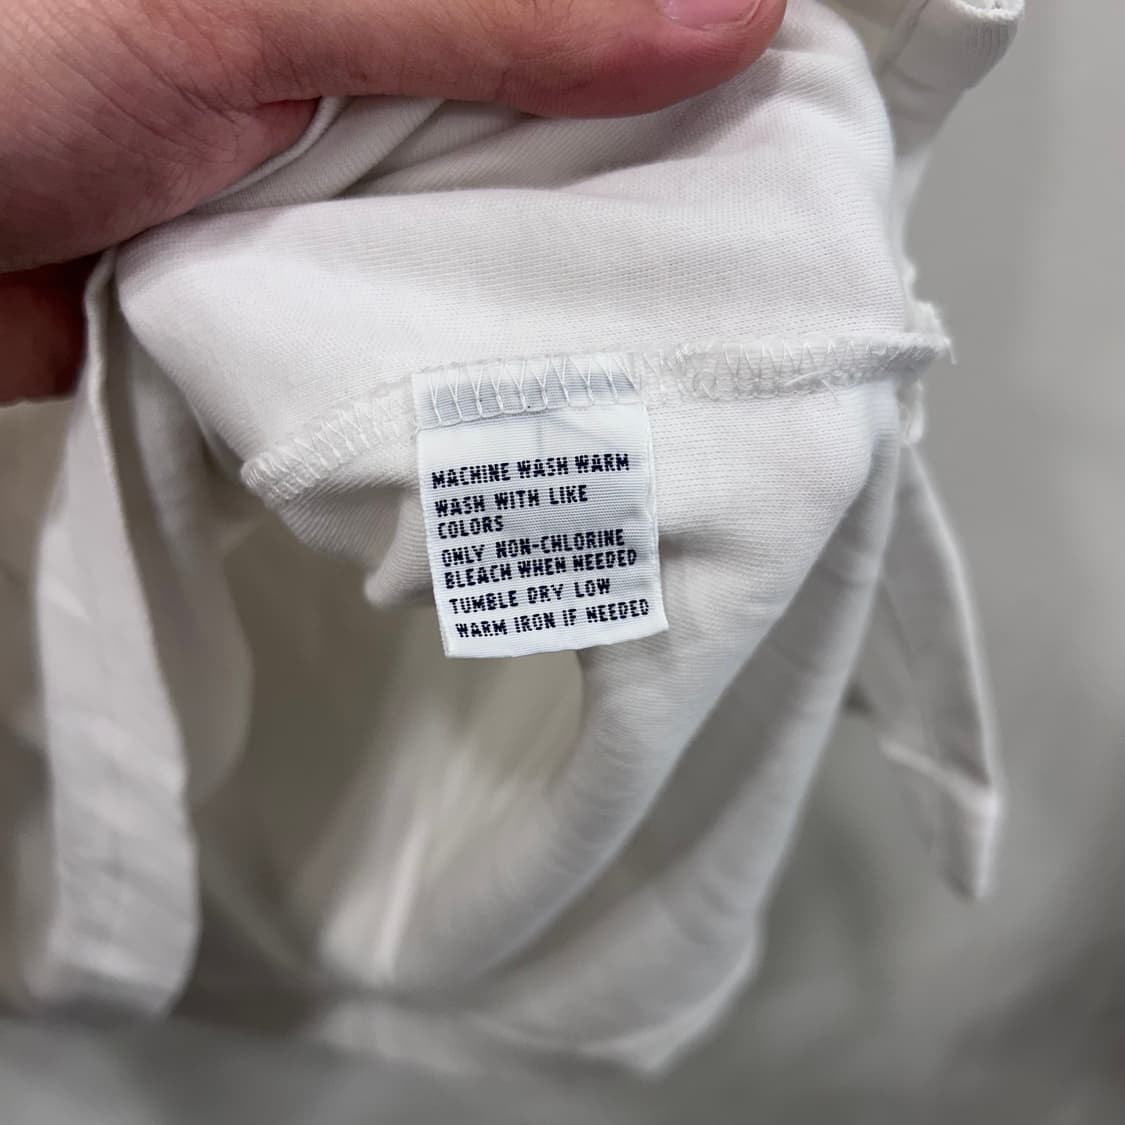 MACHINE WASH WARM
WASH WITH LIKE
COLORS
ONLY NON-CHLORINE
BLEACH WHEN NEEDED
TUMBLE DRY LOW
WARM IRON IF NEEDED